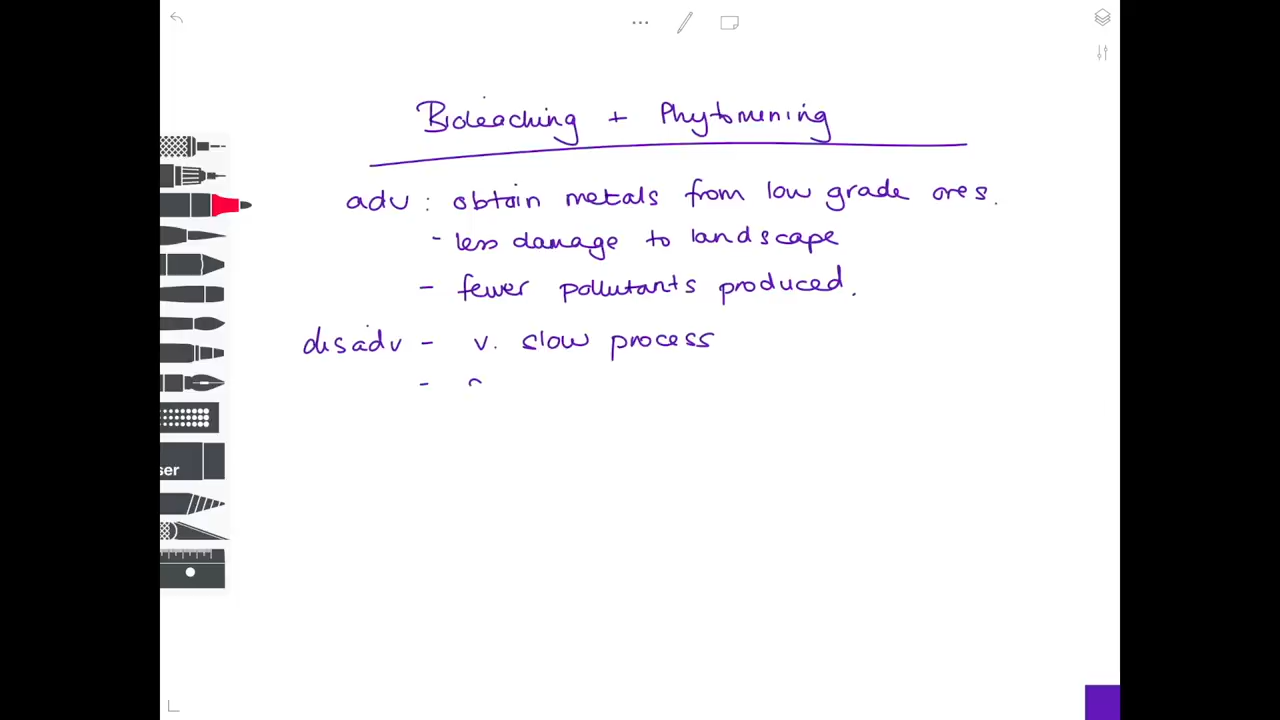 Bioleaching + Phytomining
adv : obtain metals from low grade ores.
- less damage to landscape
- fewer pollutants produced.
disadv - v. slow process
-
ser